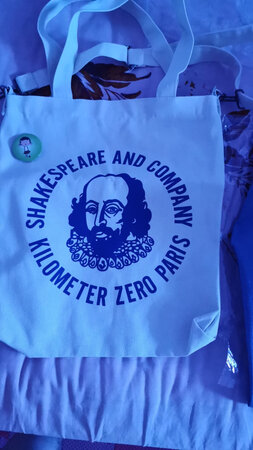 SHAKESPEARE AND COMPANY
KILOMETER ZERO PARIS